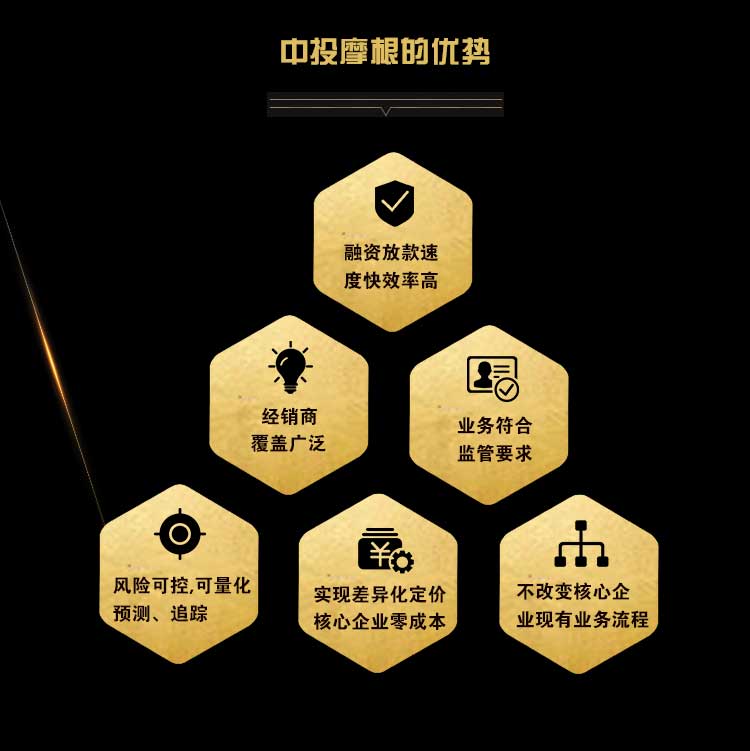 中投摩根的优势
融资放款速
度快效率高
经销商
覆盖广泛
业务符合
监管要求
风险可控,可量化
预测、追踪
实现差异化定价
核心企业零成本
不改变核心企
业现有业务流程